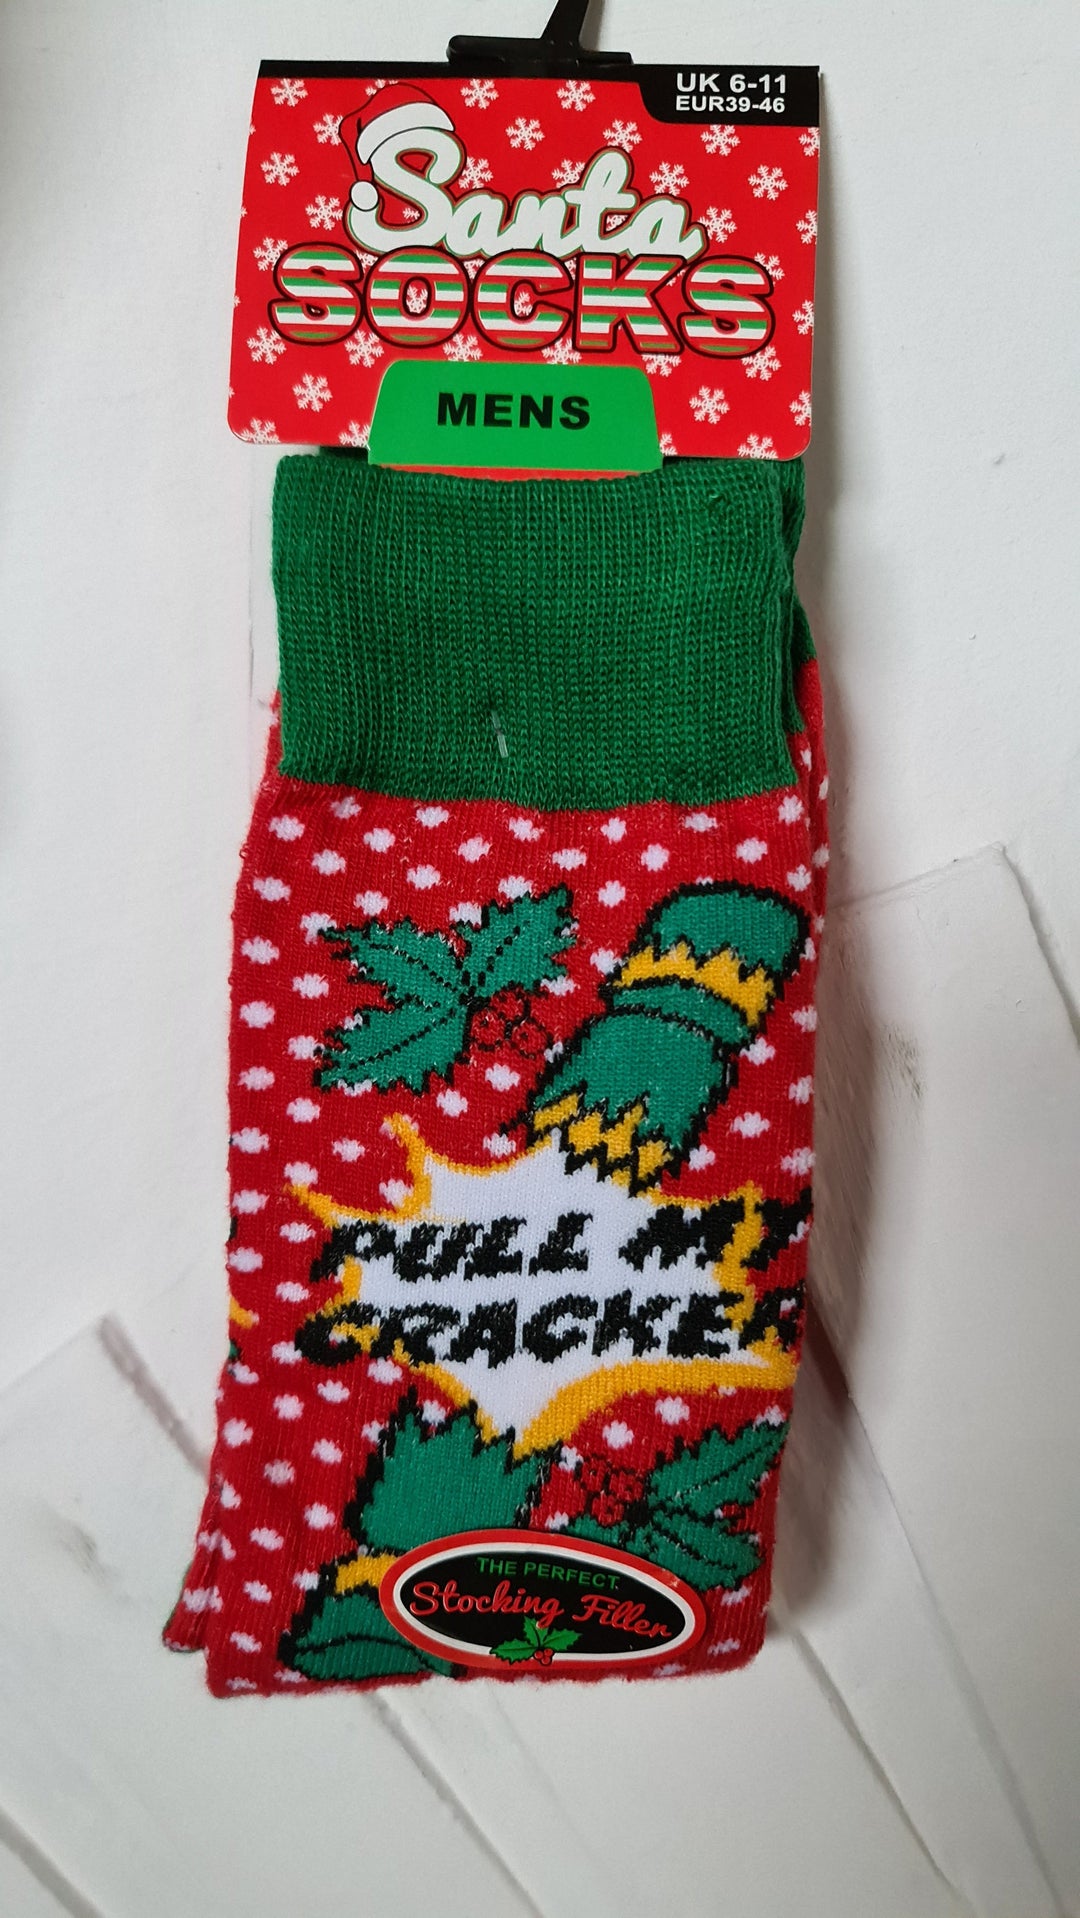 UK 6-11
EUR39-46
Santa
SOCKS
MENS
PULL MY
CRACKER
THE PERFECT
Stocking Filler